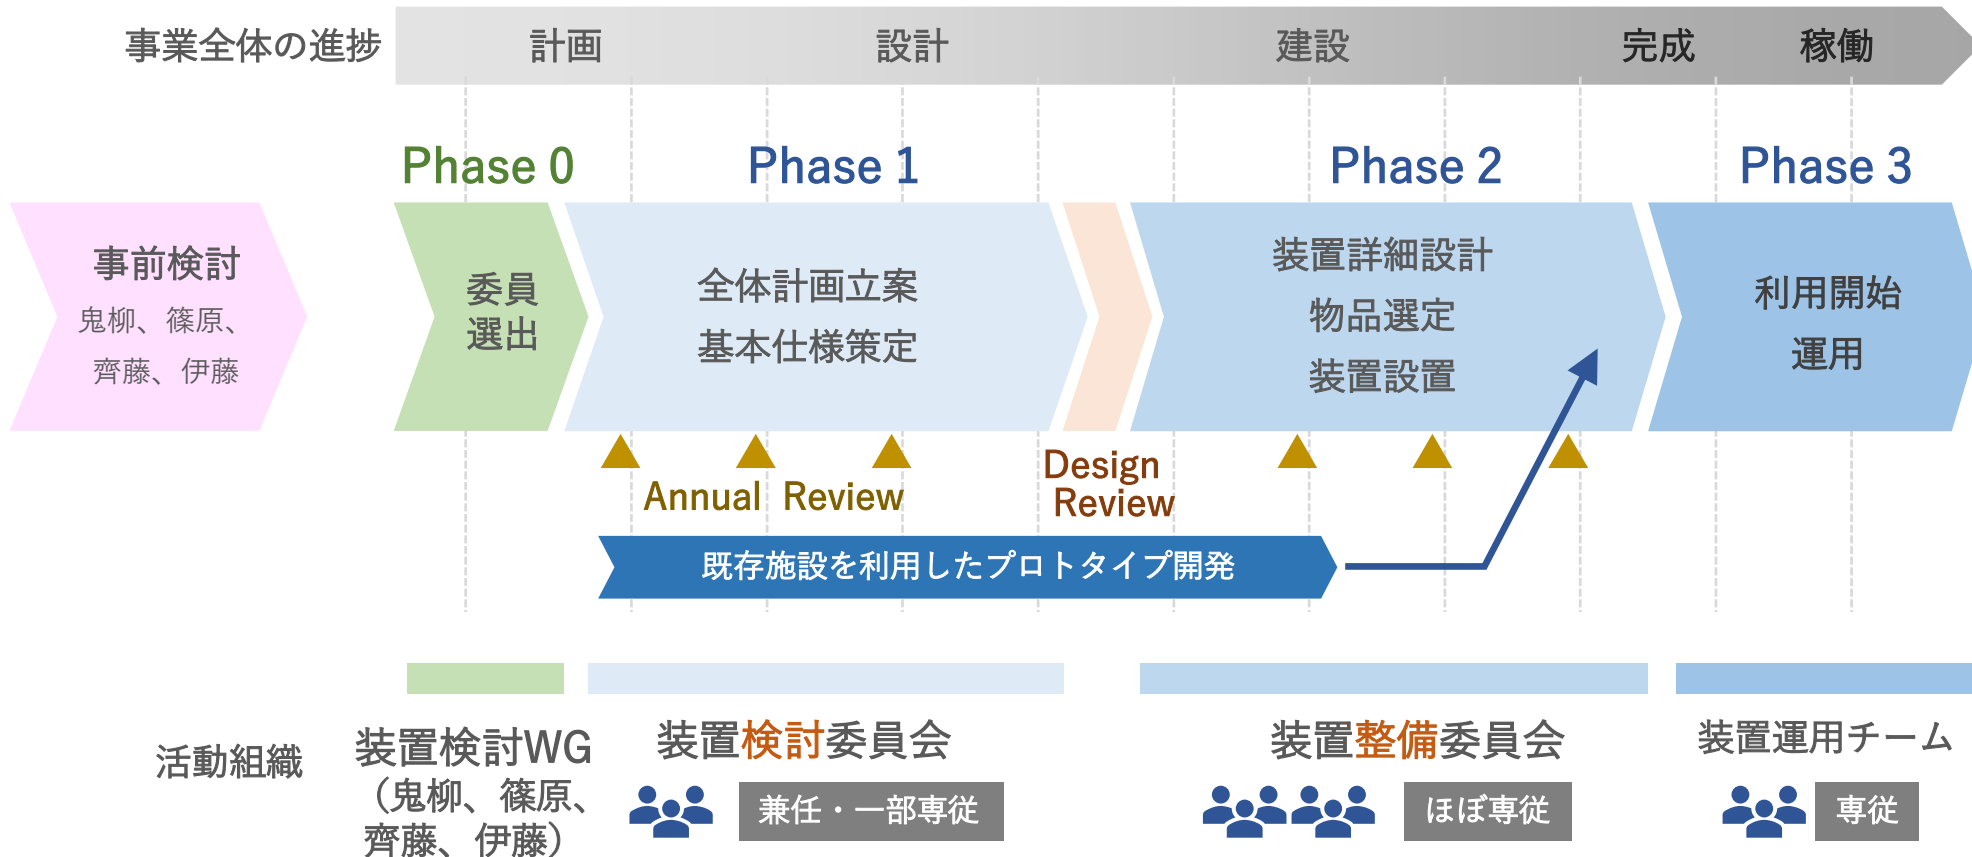 事業全体の進捗
計画
設計
建設
完成
稼働
Phase 0
Phase 1
Phase 2
Phase 3
事前検討
鬼柳、篠原、
齊藤、伊藤
委員
選出
全体計画立案
基本仕様策定
装置詳細設計
物品選定
装置設置
利用開始
運用
Annual Review
Design
Review
既存施設を利用したプロトタイプ開発
活動組織
装置検討WG
（鬼柳、篠原、
齊藤、伊藤）
装置検討委員会
兼任・一部専従
装置整備委員会
ほぼ専従
装置運用チーム
専従